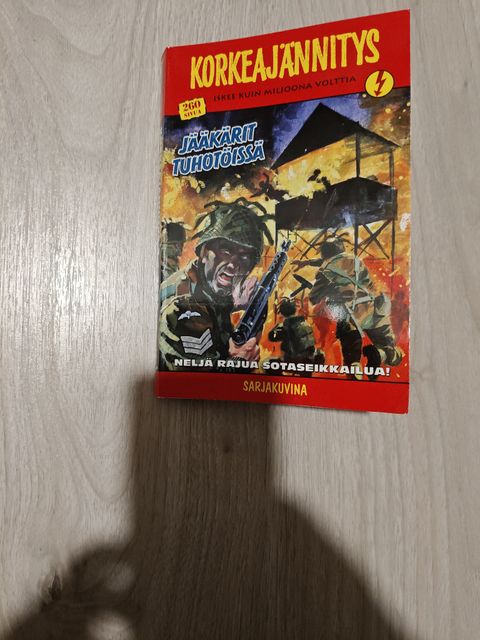 KORKEAJÄNNITYS
ISKEE KUIN MILJOONA VOLTTIA
260
SIVUA
JÄÄKÄRIT
TUHOTÖISSÄ
NELJÄ RAJUA SOTASEIKKAILUA!
SARJAKUVINA